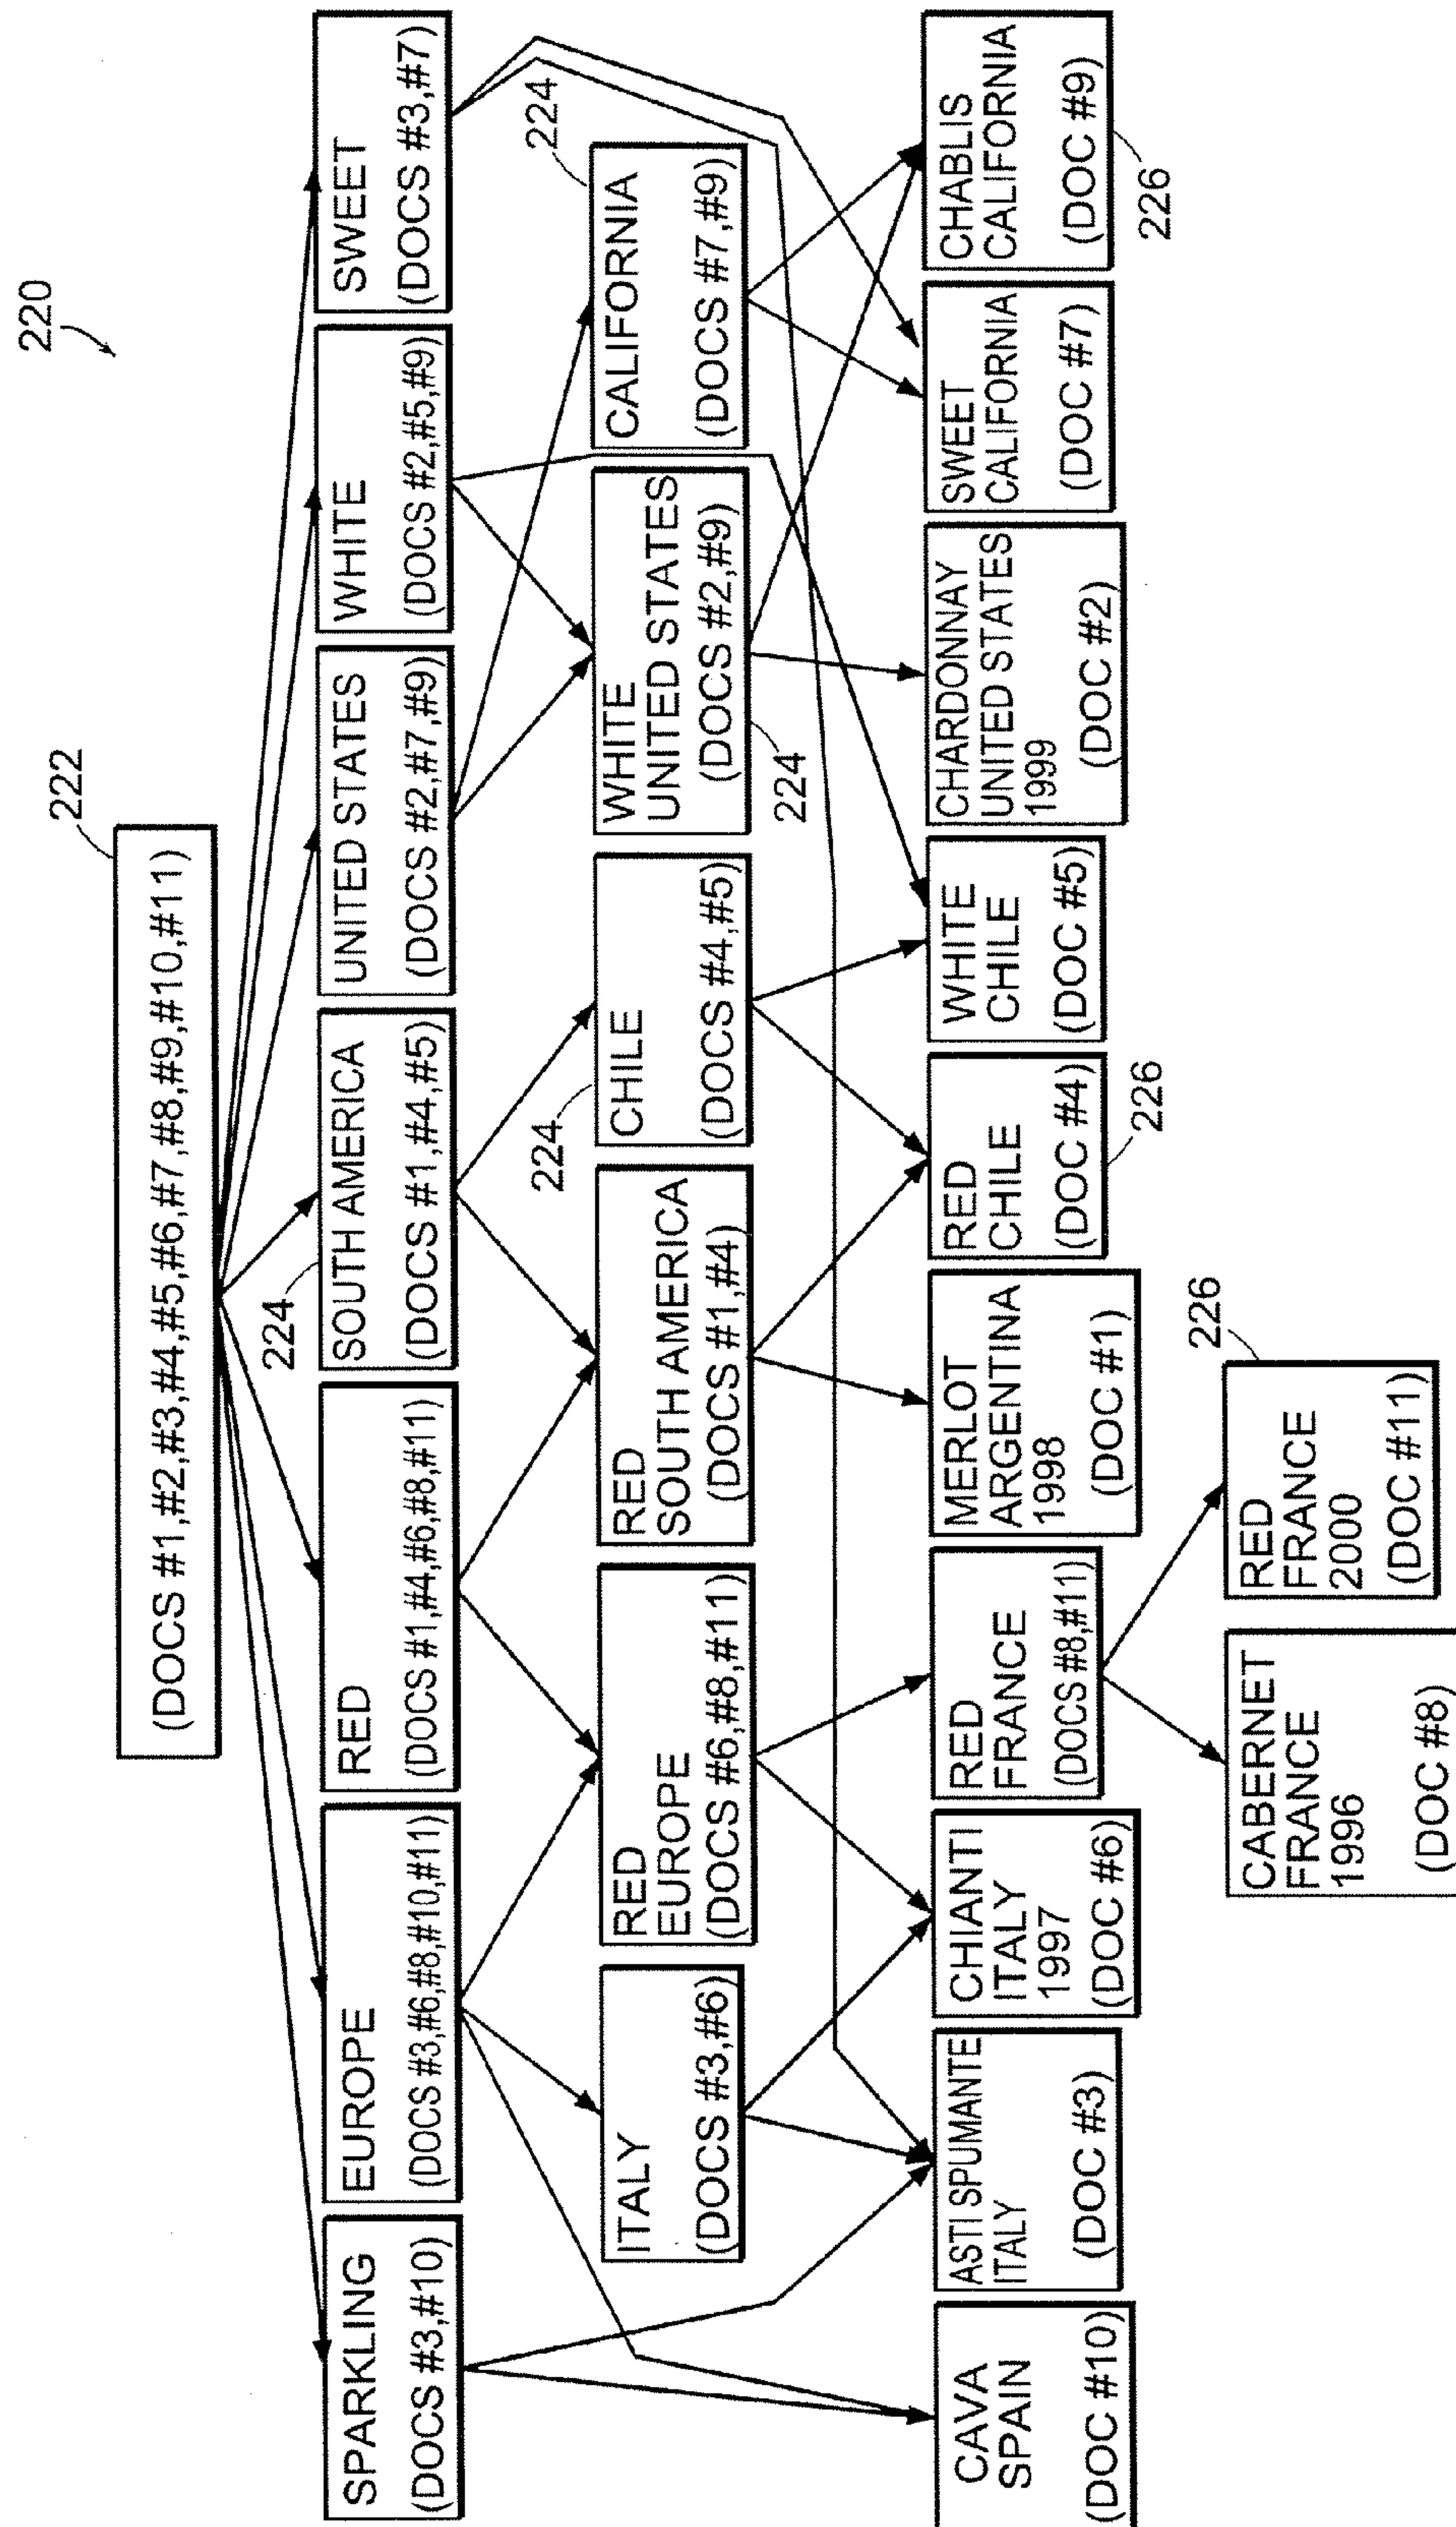 220
222
(DOCS #1,#2,#3,#4,#5,#6,#7,#8,#9,#10,#11)
SPARKLING
(DOCS #3,#10)
EUROPE
(DOCS #3,#6,#8,#10,#11)
RED
(DOCS #1,#4,#6,#8,#11)
224
SOUTH AMERICA
(DOCS #1,#4,#5)
UNITED STATES
(DOCS #2,#7,#9)
WHITE
(DOCS #2,#5,#9)
SWEET
(DOCS #3,#7)
ITALY
(DOCS #3,#6)
RED
EUROPE
(DOCS #6,#8,#11)
RED
SOUTH AMERICA
(DOCS #1,#4)
224
CHILE
(DOCS #4,#5)
WHITE
UNITED STATES
(DOCS #2,#9)
224
CALIFORNIA
(DOCS #7,#9)
224
CAVA
SPAIN
(DOC #10)
ASTI SPUMANTE
ITALY
(DOC #3)
CHIANTI
ITALY
1997
(DOC #6)
RED
FRANCE
(DOCS #8,#11)
MERLOT
ARGENTINA
1998
(DOC #1)
RED
CHILE
(DOC #4)
226
WHITE
CHILE
(DOC #5)
CHARDONNAY
UNITED STATES
1999
(DOC #2)
SWEET
CALIFORNIA
(DOC #7)
CHABLIS
CALIFORNIA
(DOC #9)
226
CABERNET
FRANCE
1996
(DOC #8)
RED
FRANCE
2000
(DOC #11)
226